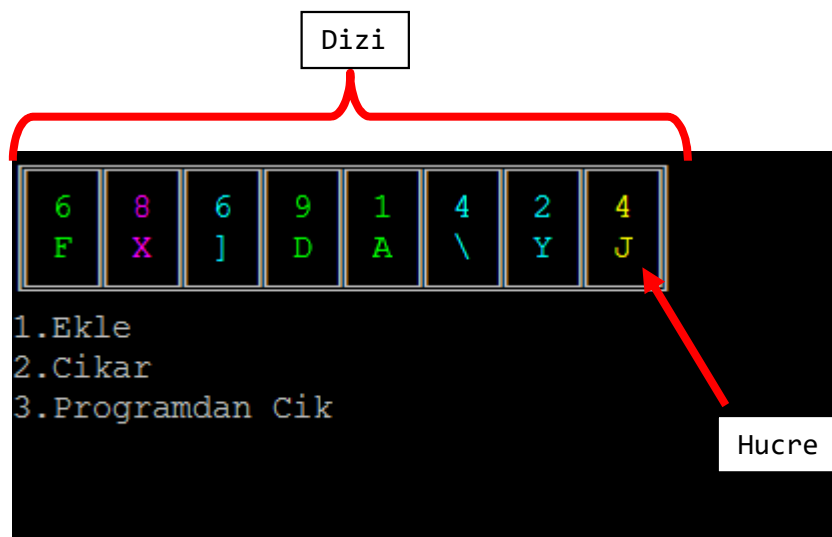 Dizi
6 8 6 9 1 4 2 4
F X ] D A \ Y J
1.Ekle
2.Cikar
3.Programdan Cik
Hucre